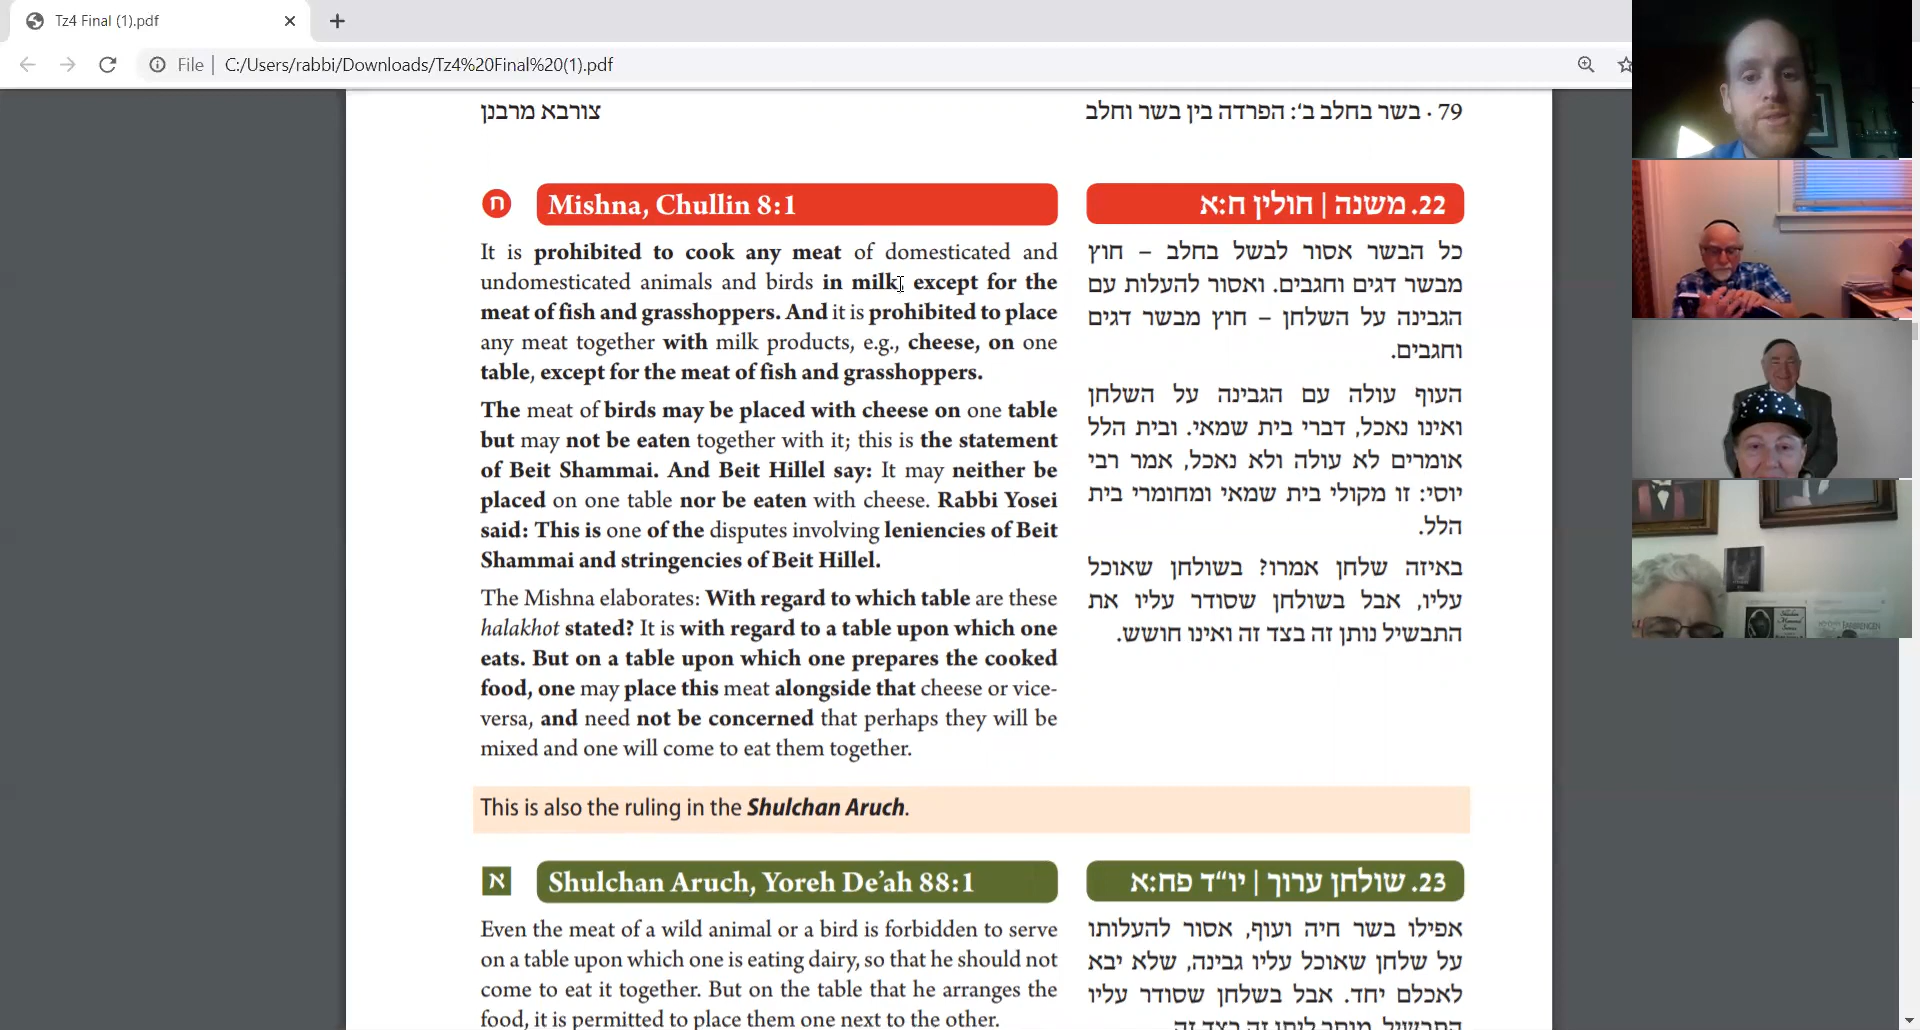 Tz4 Final (1).pdf
File | C:/Users/rabbi/Downloads/Tz4%20Final%20(1).pdf
79 · בשר בחלב ב׳: הפרדה בין בשר וחלב
צורבא מרבנן
ח Mishna, Chullin 8:1
It is prohibited to cook any meat of domesticated and
undomesticated animals and birds in milk, except for the
meat of fish and grasshoppers. And it is prohibited to place
any meat together with milk products, e.g., cheese, on one
table, except for the meat of fish and grasshoppers.
The meat of birds may be placed with cheese on one table
but may not be eaten together with it; this is the statement
of Beit Shammai. And Beit Hillel say: It may neither be
placed on one table nor be eaten with cheese. Rabbi Yosei
said: This is one of the disputes involving leniencies of Beit
Shammai and stringencies of Beit Hillel.
The Mishna elaborates: With regard to which table are these
halakhot stated? It is with regard to a table upon which one
eats. But on a table upon which one prepares the cooked
food, one may place this meat alongside that cheese or vice-
versa, and need not be concerned that perhaps they will be
mixed and one will come to eat them together.
22. משנה | חולין ח:א
כל הבשר אסור לבשל בחלב – חוץ
מבשר דגים וחגבים. ואסור להעלות עם
הגבינה על השלחן – חוץ מבשר דגים
וחגבים.
העוף עולה עם הגבינה על השלחן
ואינו נאכל, דברי בית שמאי. ובית הלל
אומרים לא עולה ולא נאכל, אמר רבי
יוסי: זו מקולי בית שמאי ומחומרי בית
הלל.
באיזה שלחן אמרו? בשולחן שאוכל
עליו, אבל בשולחן שסודר עליו את
התבשיל נותן זה בצד זה ואינו חושש.
This is also the ruling in the Shulchan Aruch.
א Shulchan Aruch, Yoreh De’ah 88:1
Even the meat of a wild animal or a bird is forbidden to serve
on a table upon which one is eating dairy, so that he should not
come to eat it together. But on the table that he arranges the
food, it is permitted to place them one next to the other.
23. שולחן ערוך | יו״ד פח:א
אפילו בשר חיה ועוף, אסור להעלותו
על שלחן שאוכל עליו גבינה, שלא יבא
לאכלם יחד. אבל בשלחן שסודר עליו
התבשיל, מותר ליתן זה בצד זה